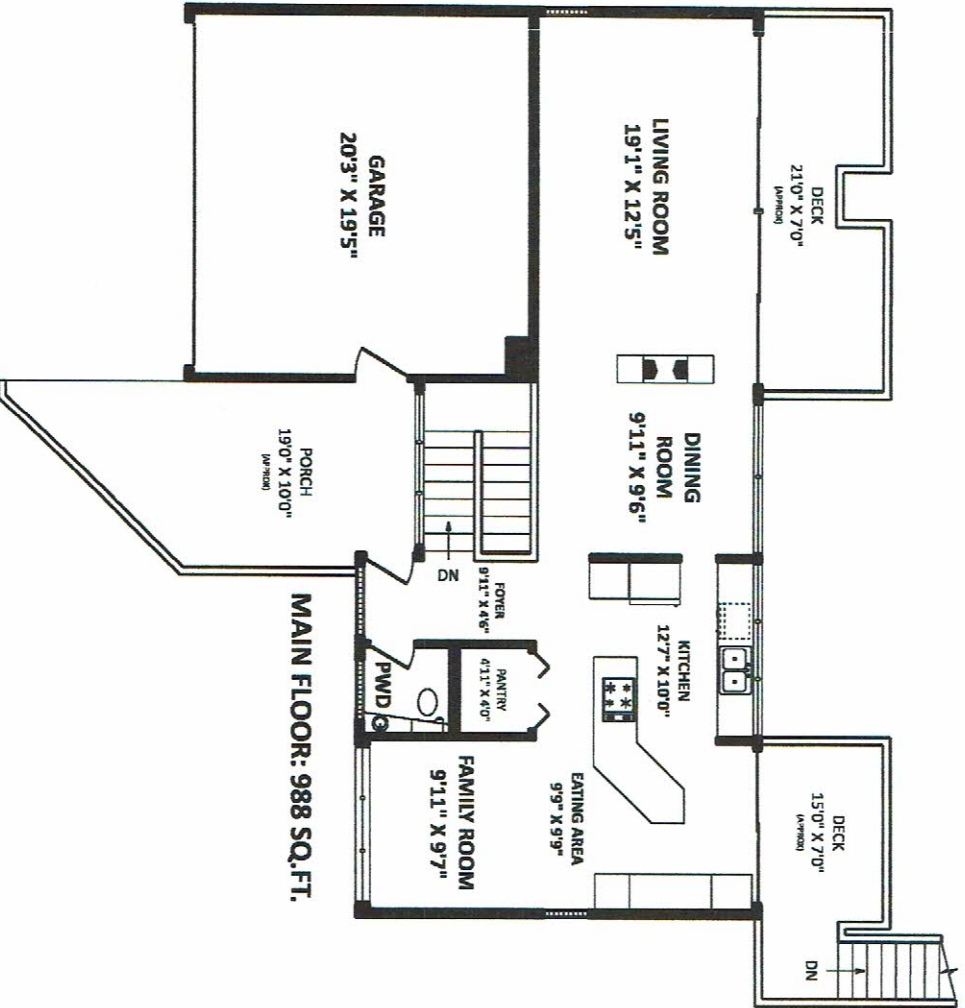 DECK
21'0" X 7'0"
(APPROX)
DECK
15'0" X 7'0"
(APPROX)
DN
LIVING ROOM
19'1" X 12'5"
DINING
ROOM
9'11" X 9'6"
KITCHEN
12'7" X 10'0"
EATING AREA
9'9" X 9'9"
GARAGE
20'3" X 19'5"
DN
FOYER
9'11" X 4'6"
PANTRY
4'11" X 4'0"
PWD
FAMILY ROOM
9'11" X 9'7"
PORCH
19'0" X 10'0"
(APPROX)
MAIN FLOOR: 988 SQ.FT.